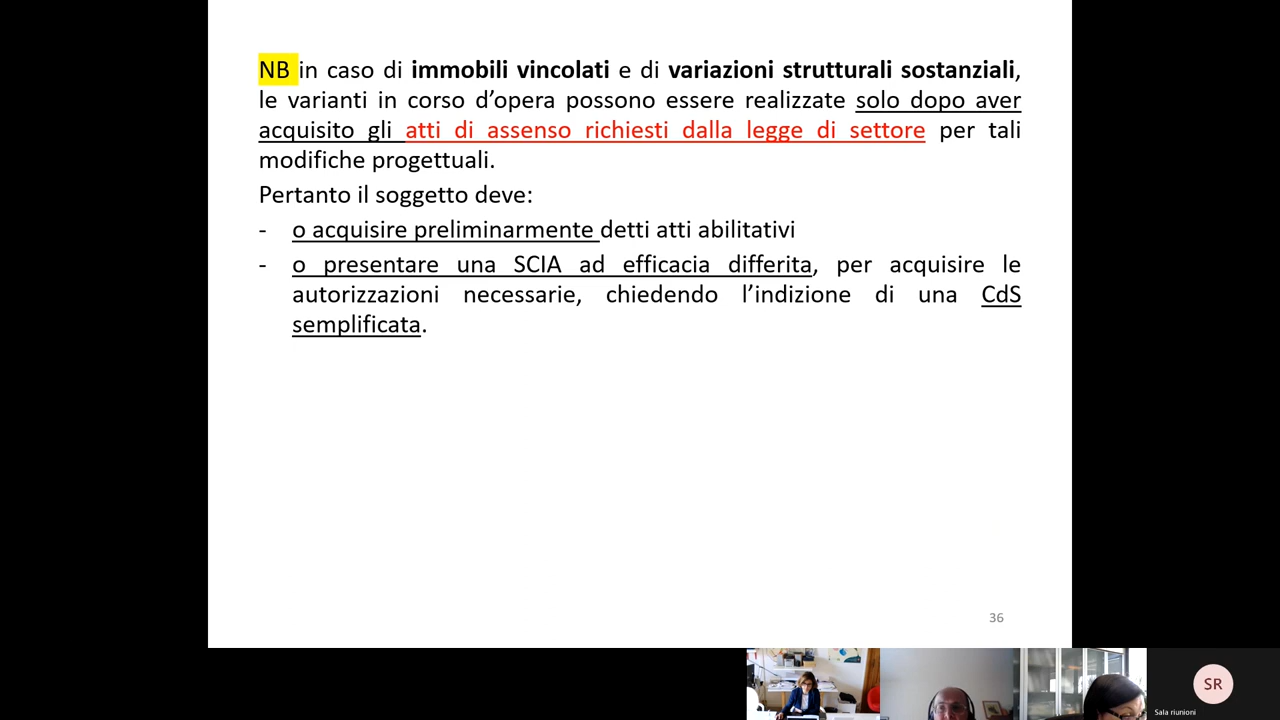 NB in caso di immobili vincolati e di variazioni strutturali sostanziali,
le varianti in corso d’opera possono essere realizzate solo dopo aver
acquisito gli atti di assenso richiesti dalla legge di settore per tali
modifiche progettuali.
Pertanto il soggetto deve:
- o acquisire preliminarmente detti atti abilitativi
- o presentare una SCIA ad efficacia differita, per acquisire le
autorizzazioni necessarie, chiedendo l’indizione di una CdS
semplificata.
36
SR
Sala riunioni